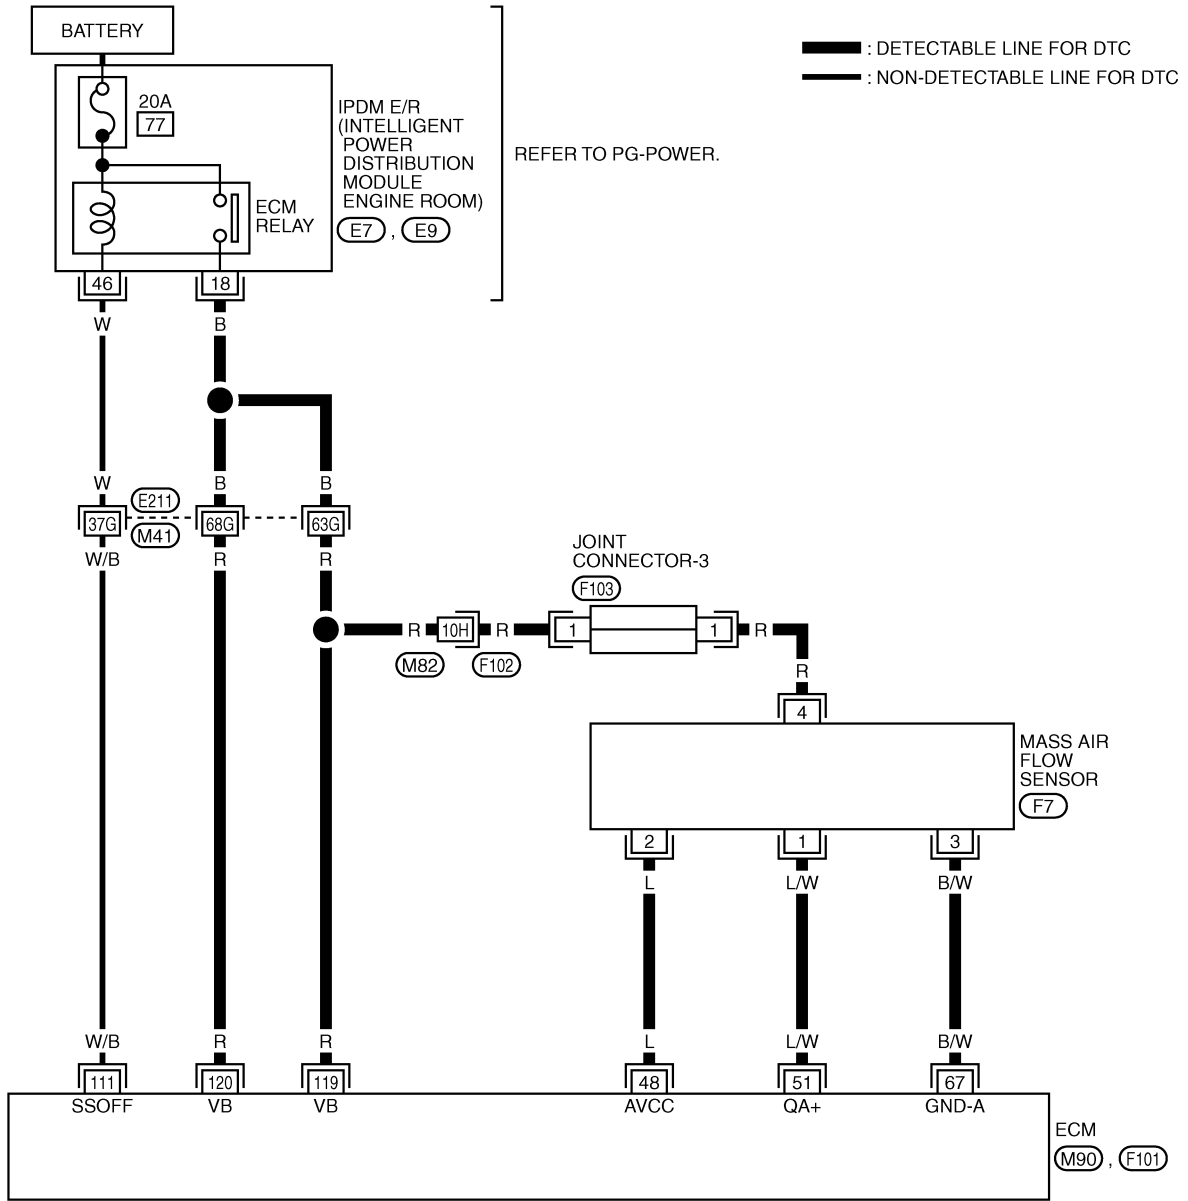 BATTERY
: DETECTABLE LINE FOR DTC
: NON-DETECTABLE LINE FOR DTC
20A
77
IPDM E/R
(INTELLIGENT
POWER
DISTRIBUTION
MODULE
ENGINE ROOM)
E7 , E9
REFER TO PG-POWER.
ECM
RELAY
46 18
W B
W B B
E211
37G 68G 63G
M41
W/B R R
JOINT
CONNECTOR-3
F103
R 10H R 1 1 R
M82 F102
R
4
MASS AIR
FLOW
SENSOR
F7
2 1 3
L L/W B/W
W/B R R L L/W B/W
111 120 119 48 51 67
SSOFF VB VB AVCC QA+ GND-A
ECM
M90 , F101